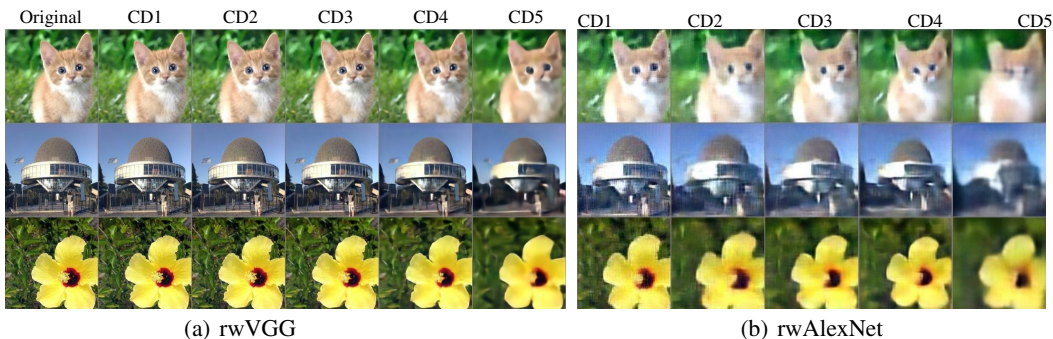 Original CD1 CD2 CD3 CD4 CD5 CD1 CD2 CD3 CD4 CD5
(a) rwVGG (b) rwAlexNet